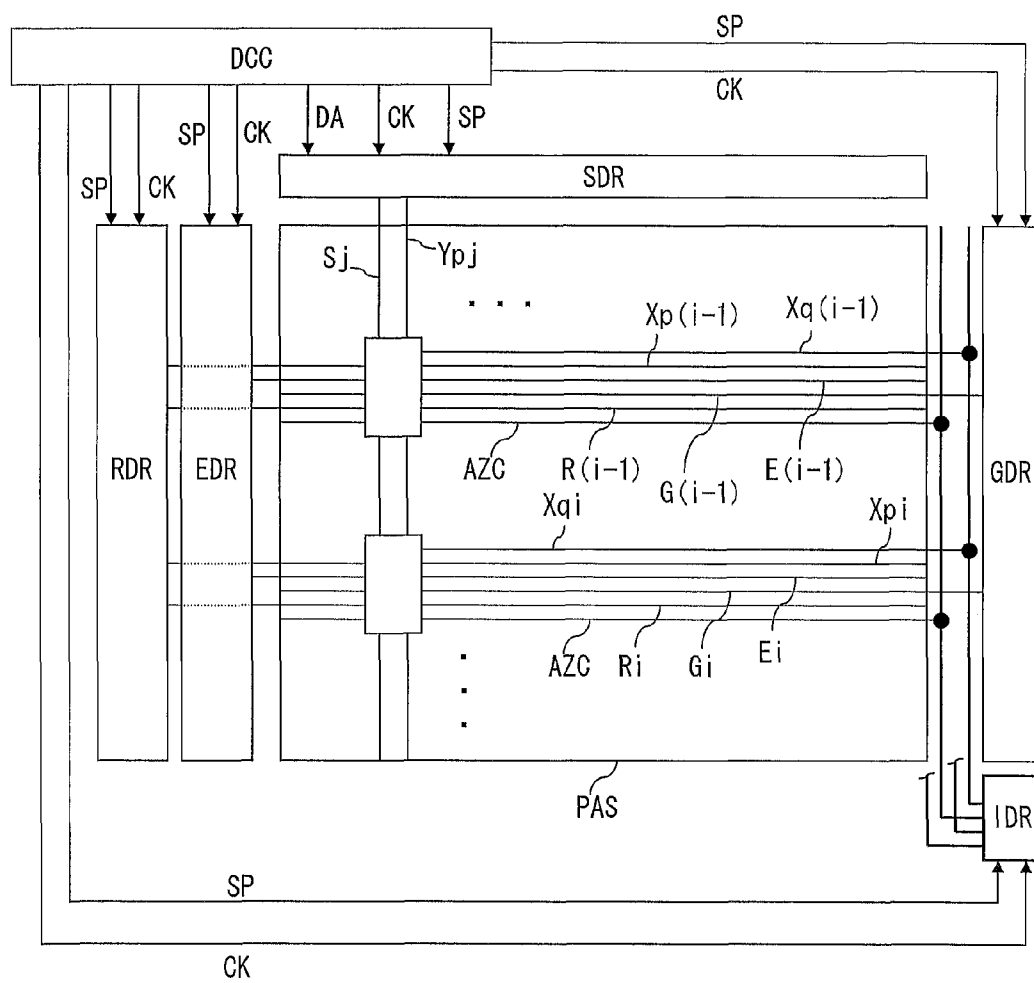 SP
DCC
CK
DA
CK
SP
SP
CK
SP
CK
SDR
Sj
Ypj
Xp(i-1)
Xq(i-1)
RDR
EDR
AZC
R(i-1)
G(i-1)
E(i-1)
GDR
Xqi
Xpi
AZC
Ri
Gi
Ei
PAS
IDR
SP
CK